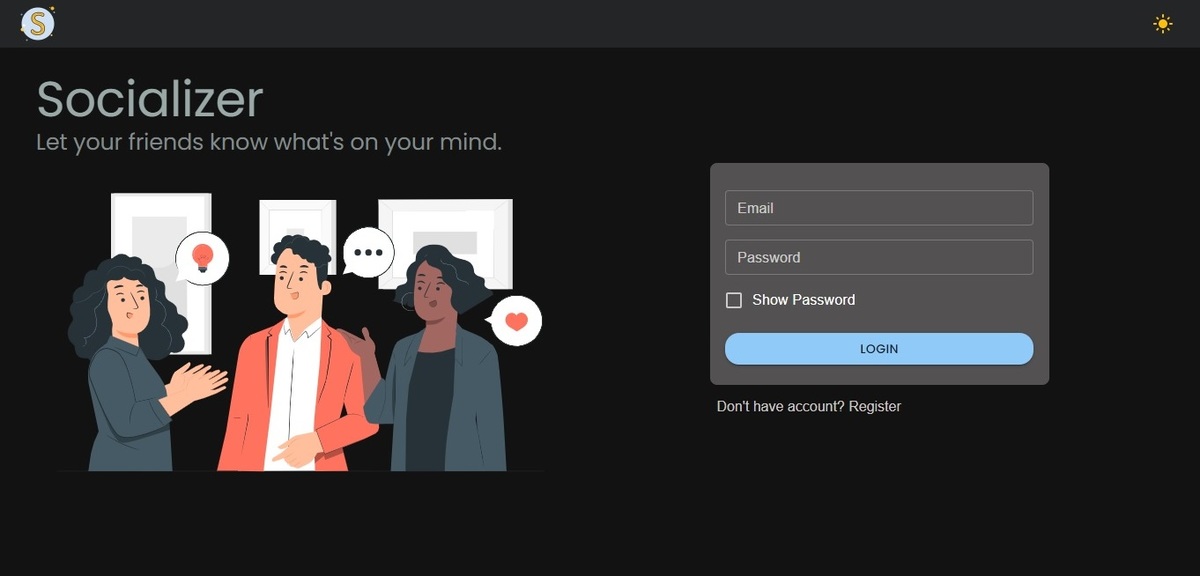 S
Socializer
Let your friends know what's on your mind.
Email
Password
Show Password
LOGIN
Don't have account? Register